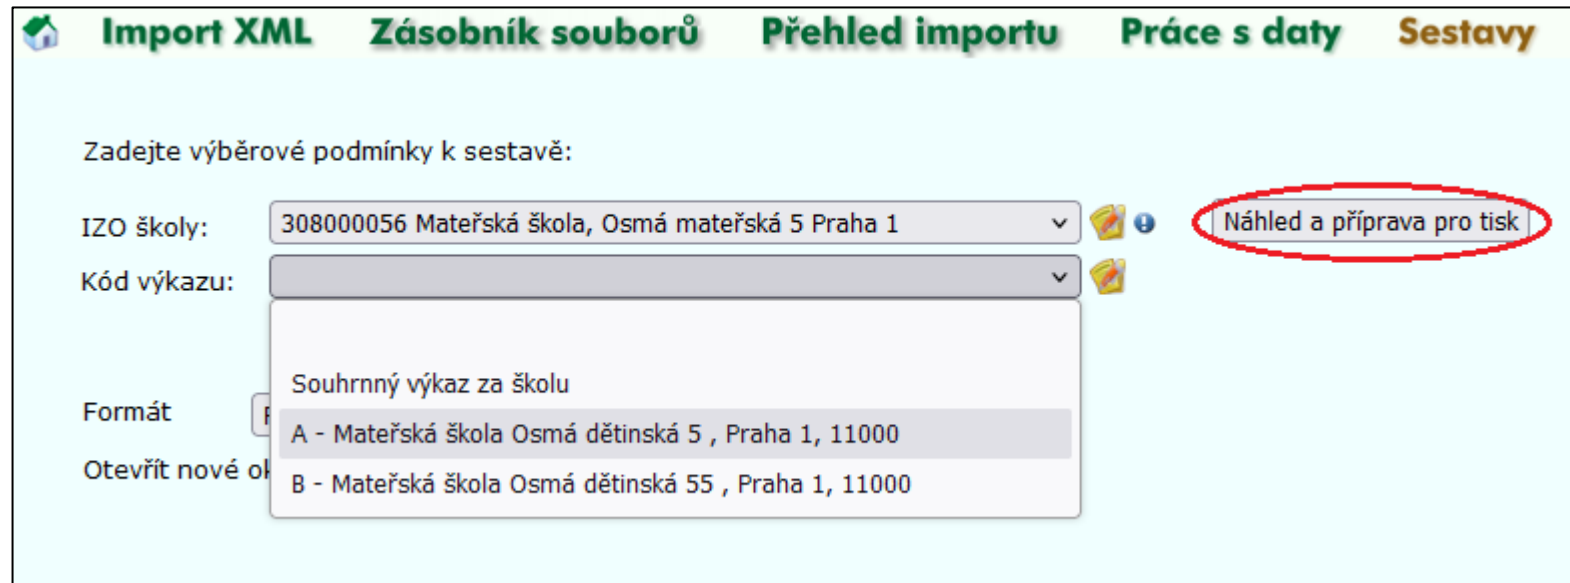 Import XML Zásobník souborů Přehled importu Práce s daty Sestavy
Zadejte výběrové podmínky k sestavě:
IZO školy: 308000056 Mateřská škola, Osmá mateřská 5 Praha 1 Náhled a příprava pro tisk
Kód výkazu:
Souhrnný výkaz za školu
Formát
A - Mateřská škola Osmá dětinská 5 , Praha 1, 11000
Otevřít nové
B - Mateřská škola Osmá dětinská 55 , Praha 1, 11000